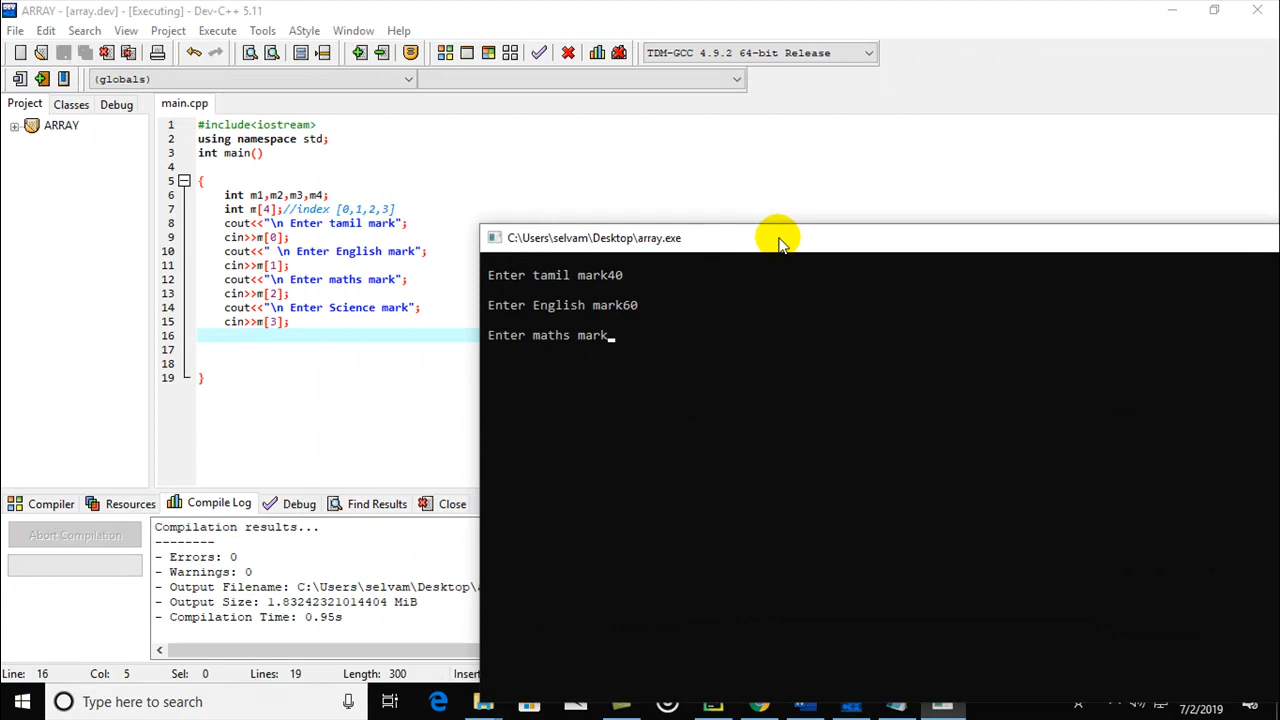 ARRAY - [array.dev] - [Executing] - Dev-C++ 5.11
File Edit Search View Project Execute Tools AStyle Window Help
TDM-GCC 4.9.2 64-bit Release
(globals)
Project Classes Debug
main.cpp
ARRAY
1 #include<iostream>
2 using namespace std;
3 int main()
4
5 {
6 int m1,m2,m3,m4;
7 int m[4];//index [0,1,2,3]
8 cout<<"\n Enter tamil mark";
9 cin>>m[0];
10 cout<<" \n Enter English mark";
11 cin>>m[1];
12 cout<<"\n Enter maths mark";
13 cin>>m[2];
14 cout<<"\n Enter Science mark";
15 cin>>m[3];
16
17
18
19 }
C:\Users\selvam\Desktop\array.exe
Enter tamil mark40
Enter English mark60
Enter maths mark
Compiler Resources Compile Log Debug Find Results Close
Abort Compilation
Compilation results...
--------
- Errors: 0
- Warnings: 0
- Output Filename: C:\Users\selvam\Desktop\
- Output Size: 1.83242321014404 MiB
- Compilation Time: 0.95s
Line: 16 Col: 5 Sel: 0 Lines: 19 Length: 300 Insert
Type here to search
7/2/2019